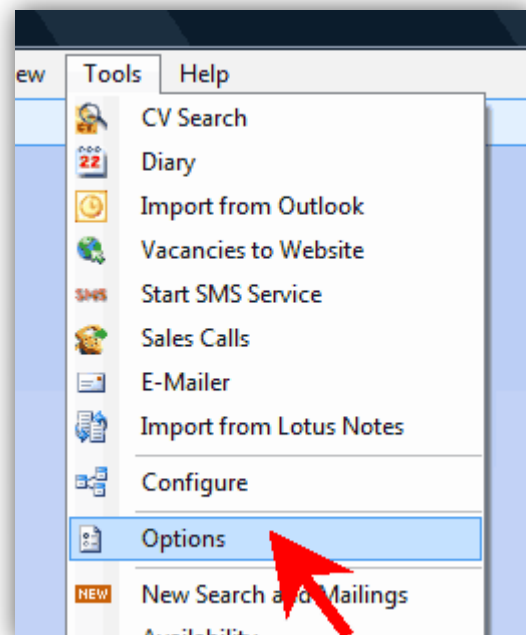 ew Tools Help
CV Search
22 Diary
Import from Outlook
Vacancies to Website
SMS Start SMS Service
Sales Calls
E-Mailer
Import from Lotus Notes
Configure
Options
NEW New Search and Mailings
Availability